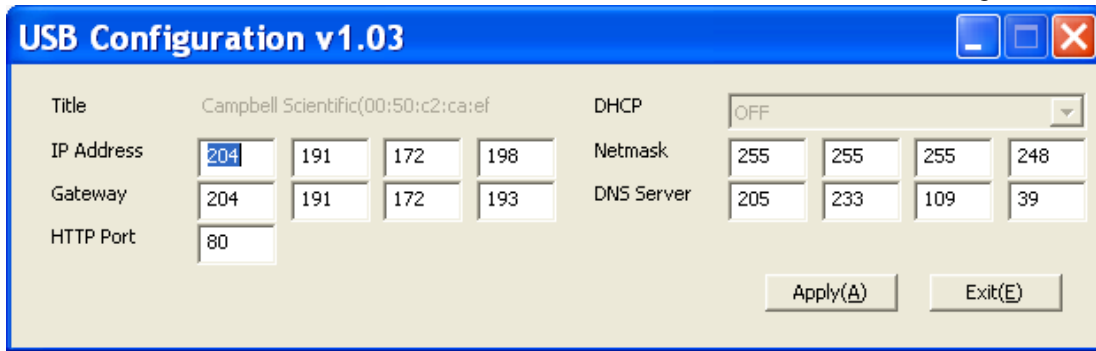 USB Configuration v1.03
Title Campbell Scientific(00:50:c2:ca:ef DHCP OFF
IP Address 204 191 172 198 Netmask 255 255 255 248
Gateway 204 191 172 193 DNS Server 205 233 109 39
HTTP Port 80
Apply(A) Exit(E)